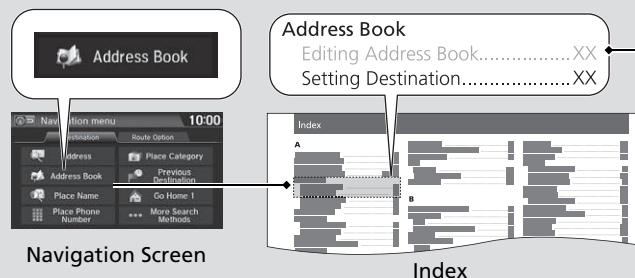 Address Book
Address Book
Editing Address Book.................XX
Setting Destination.................XX
Navigation menu
10:00
Destination
Route Option
Address
Place Category
Address Book
Previous
Destination
Place Name
Go Home 1
Place Phone
Number
More Search
Methods
Index
A
B
Navigation Screen
Index